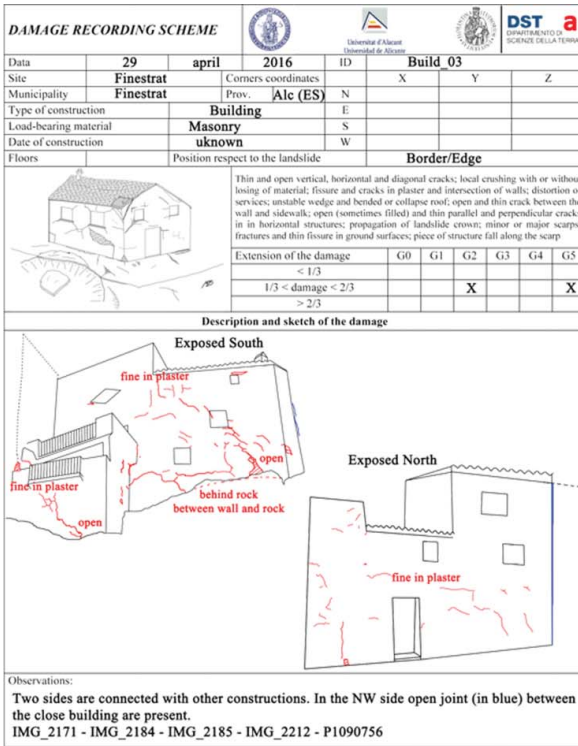 DAMAGE RECORDING SCHEME
Universitat d'Alacant
Universidad de Alicante
DST a
DIPARTIMENTO DI
SCIENZE DELLA TERRA
Data 29 april 2016 ID Build_03
Site Finestrat Corners coordinates X Y Z
Municipality Finestrat Prov. Alc (ES) N
Type of construction Building E
Load-bearing material Masonry S
Date of construction uknown W
Floors Position respect to the landslide Border/Edge
Thin and open vertical, horizontal and diagonal cracks; local crushing with or withou
losing of material; fissure and cracks in plaster and intersection of walls; distortion o
services; unstable wedge and bended or collapse roof; open and thin crack between the
wall and sidewalk; open (sometimes filled) and thin parallel and perpendicular crack
in in horizontal structures; propagation of landslide crown; minor or major scarps
fractures and thin fissure in ground surfaces; piece of structure fall along the scarp
Extension of the damage G0 G1 G2 G3 G4 G5
< 1/3
1/3 < damage < 2/3 X X
> 2/3
Description and sketch of the damage
Exposed South
fine in plaster
open
fine in plaster
behind rock
between wall and rock
open
Exposed North
fine in plaster
Observations:
Two sides are connected with other constructions. In the NW side open joint (in blue) between
the close building are present.
IMG_2171 - IMG_2184 - IMG_2185 - IMG_2212 - P1090756